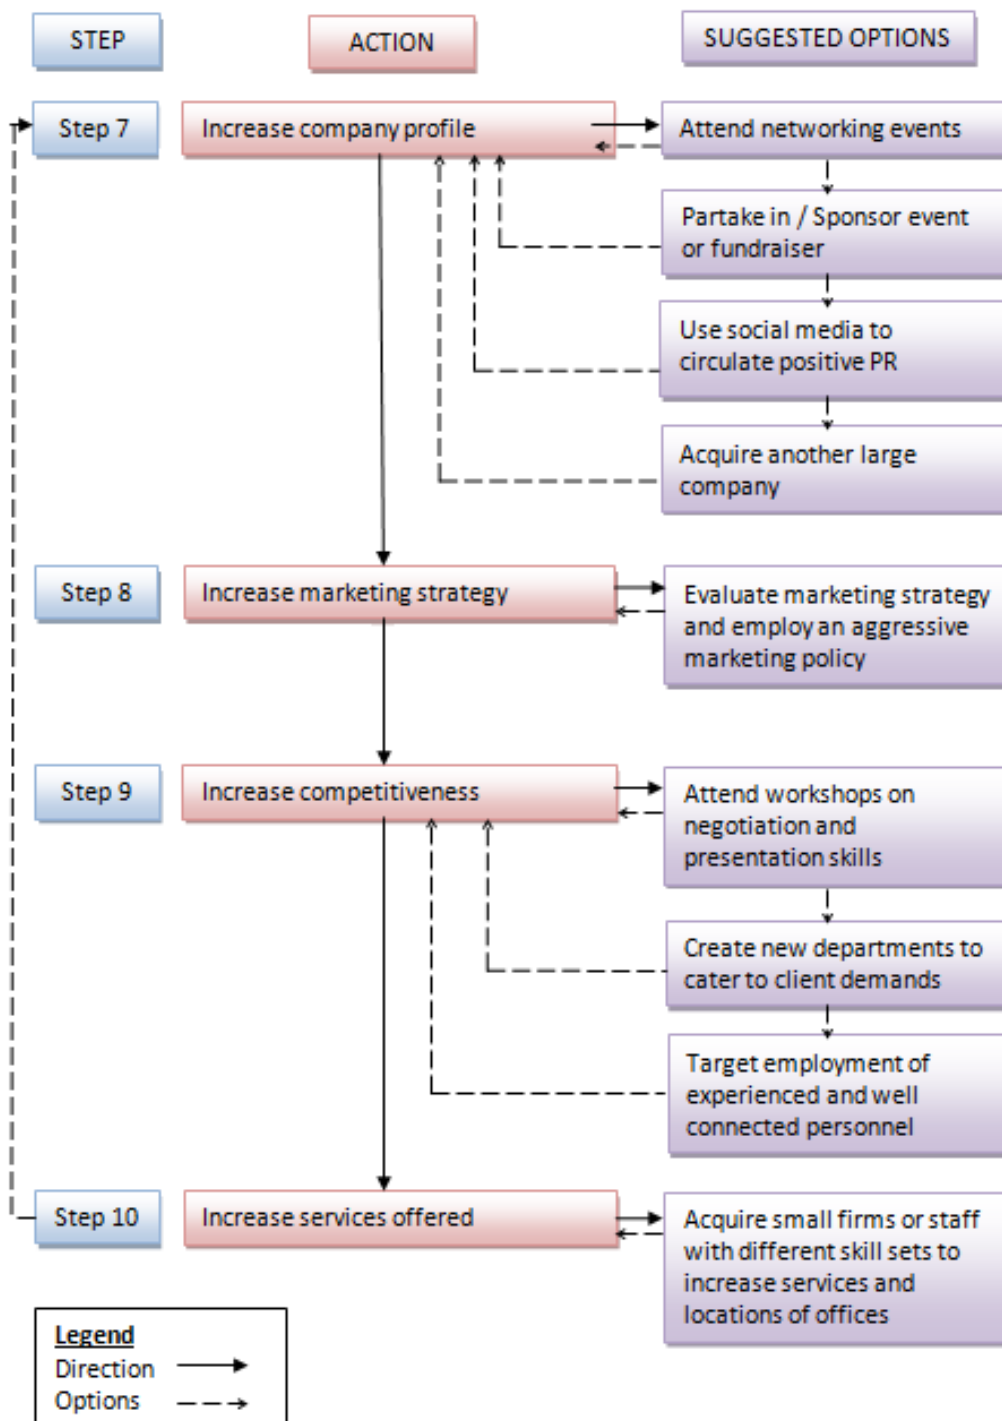 STEP
ACTION
SUGGESTED OPTIONS
Step 7
Increase company profile
Attend networking events
Partake in / Sponsor event
or fundraiser
Use social media to
circulate positive PR
Acquire another large
company
Step 8
Increase marketing strategy
Evaluate marketing strategy
and employ an aggressive
marketing policy
Step 9
Increase competitiveness
Attend workshops on
negotiation and
presentation skills
Create new departments to
cater to client demands
Target employment of
experienced and well
connected personnel
Step 10
Increase services offered
Acquire small firms or staff
with different skill sets to
increase services and
locations of offices
Legend
Direction
Options